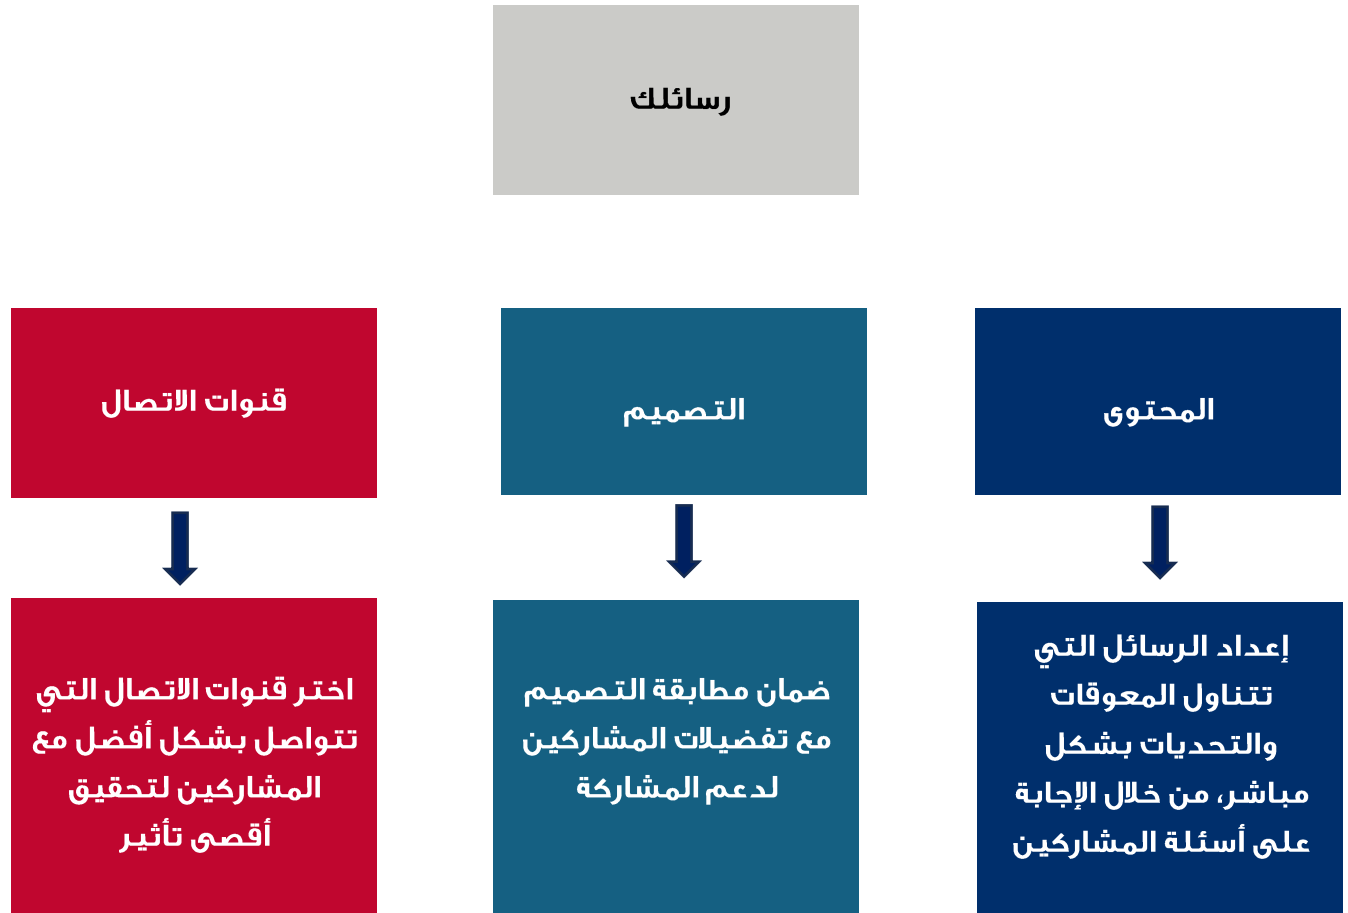 رسائلك
المحتوى
التصميم
قنوات الاتصال
إعداد الرسائل التي
تتناول المعوقات
والتحديات بشكل
مباشر، من خلال الإجابة
على أسئلة المشاركين
ضمان مطابقة التصميم
مع تفضيلات المشاركين
لدعم المشاركة
اختر قنوات الاتصال التي
تتواصل بشكل أفضل مع
المشاركين لتحقيق
أقصى تأثير